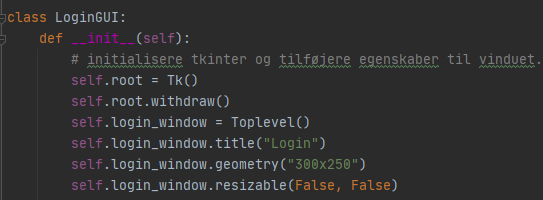 class LoginGUI:
    def __init__(self):
        # initialisere tkinter og tilføjere egenskaber til vinduet.
        self.root = Tk()
        self.root.withdraw()
        self.login_window = Toplevel()
        self.login_window.title("Login")
        self.login_window.geometry("300x250")
        self.login_window.resizable(False, False)